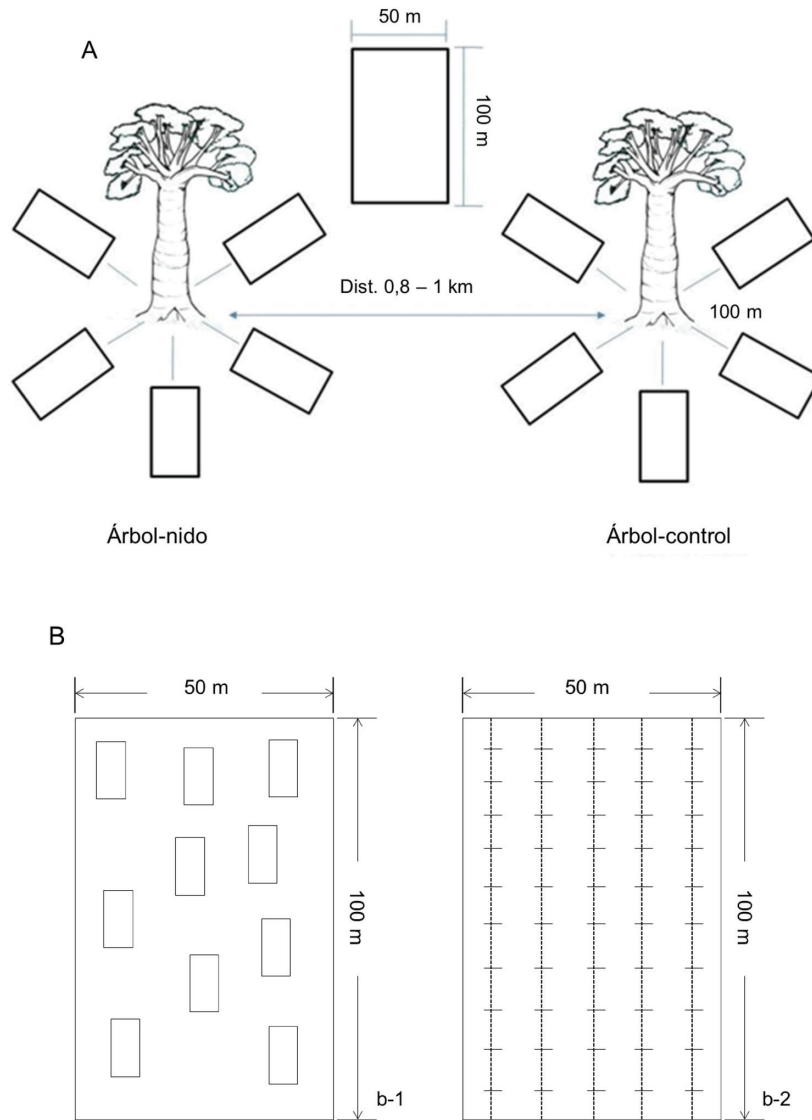 50 m
A
100 m
Dist. 0,8 – 1 km
100 m
Árbol-nido
Árbol-control
B
50 m
50 m
100 m
100 m
b-1
b-2